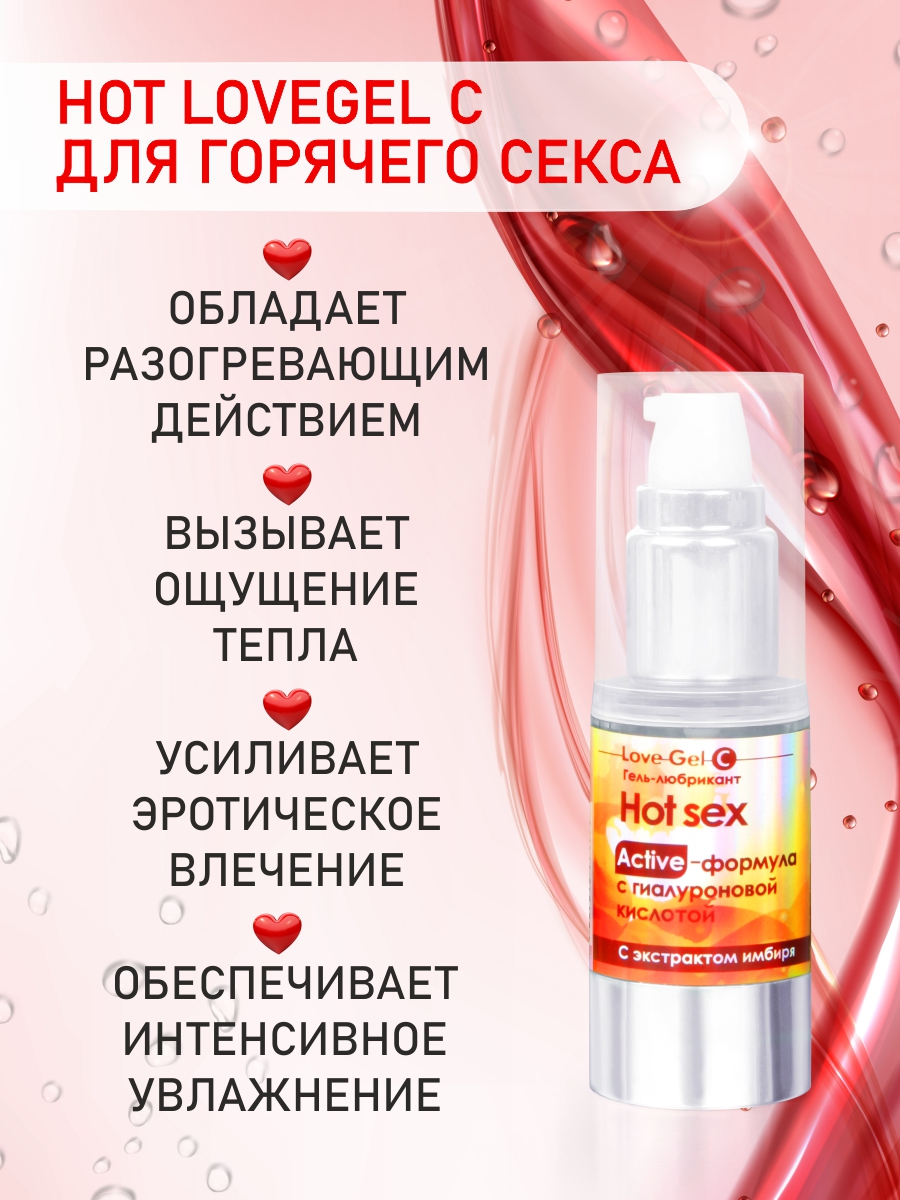 HOT LOVEGEL C
ДЛЯ ГОРЯЧЕГО СЕКСА
ОБЛАДАЕТ
РАЗОГРЕВАЮЩИМ
ДЕЙСТВИЕМ
ВЫЗЫВАЕТ
ОЩУЩЕНИЕ
ТЕПЛА
УСИЛИВАЕТ
ЭРОТИЧЕСКОЕ
ВЛЕЧЕНИЕ
ОБЕСПЕЧИВАЕТ
ИНТЕНСИВНОЕ
УВЛАЖНЕНИЕ
Love Gel C
Гель-любрикант
Hot sex
Active-формула
с гиалуроновой
кислотой
С экстрактом имбиря